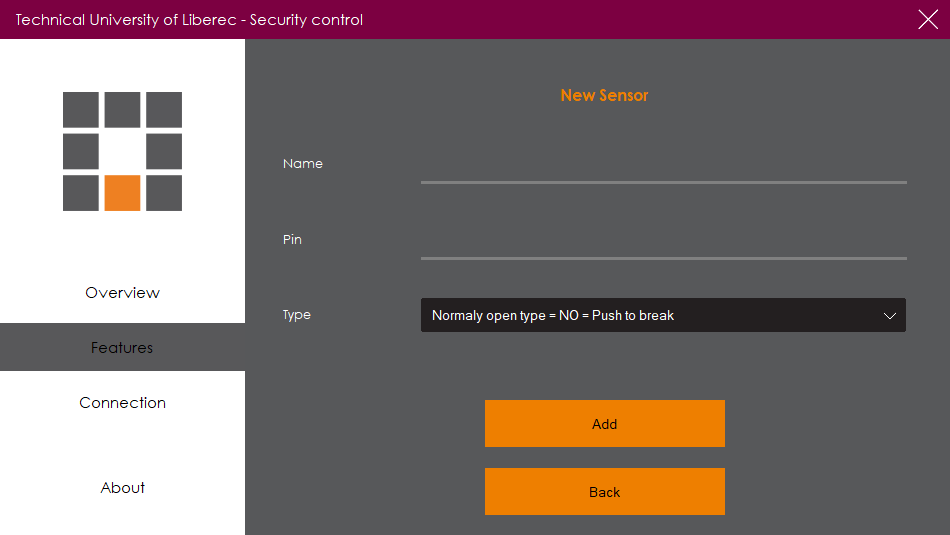 Technical University of Liberec - Security control
New Sensor
Name
Pin
Type
Normaly open type = NO = Push to break
Add
Back
Overview
Features
Connection
About